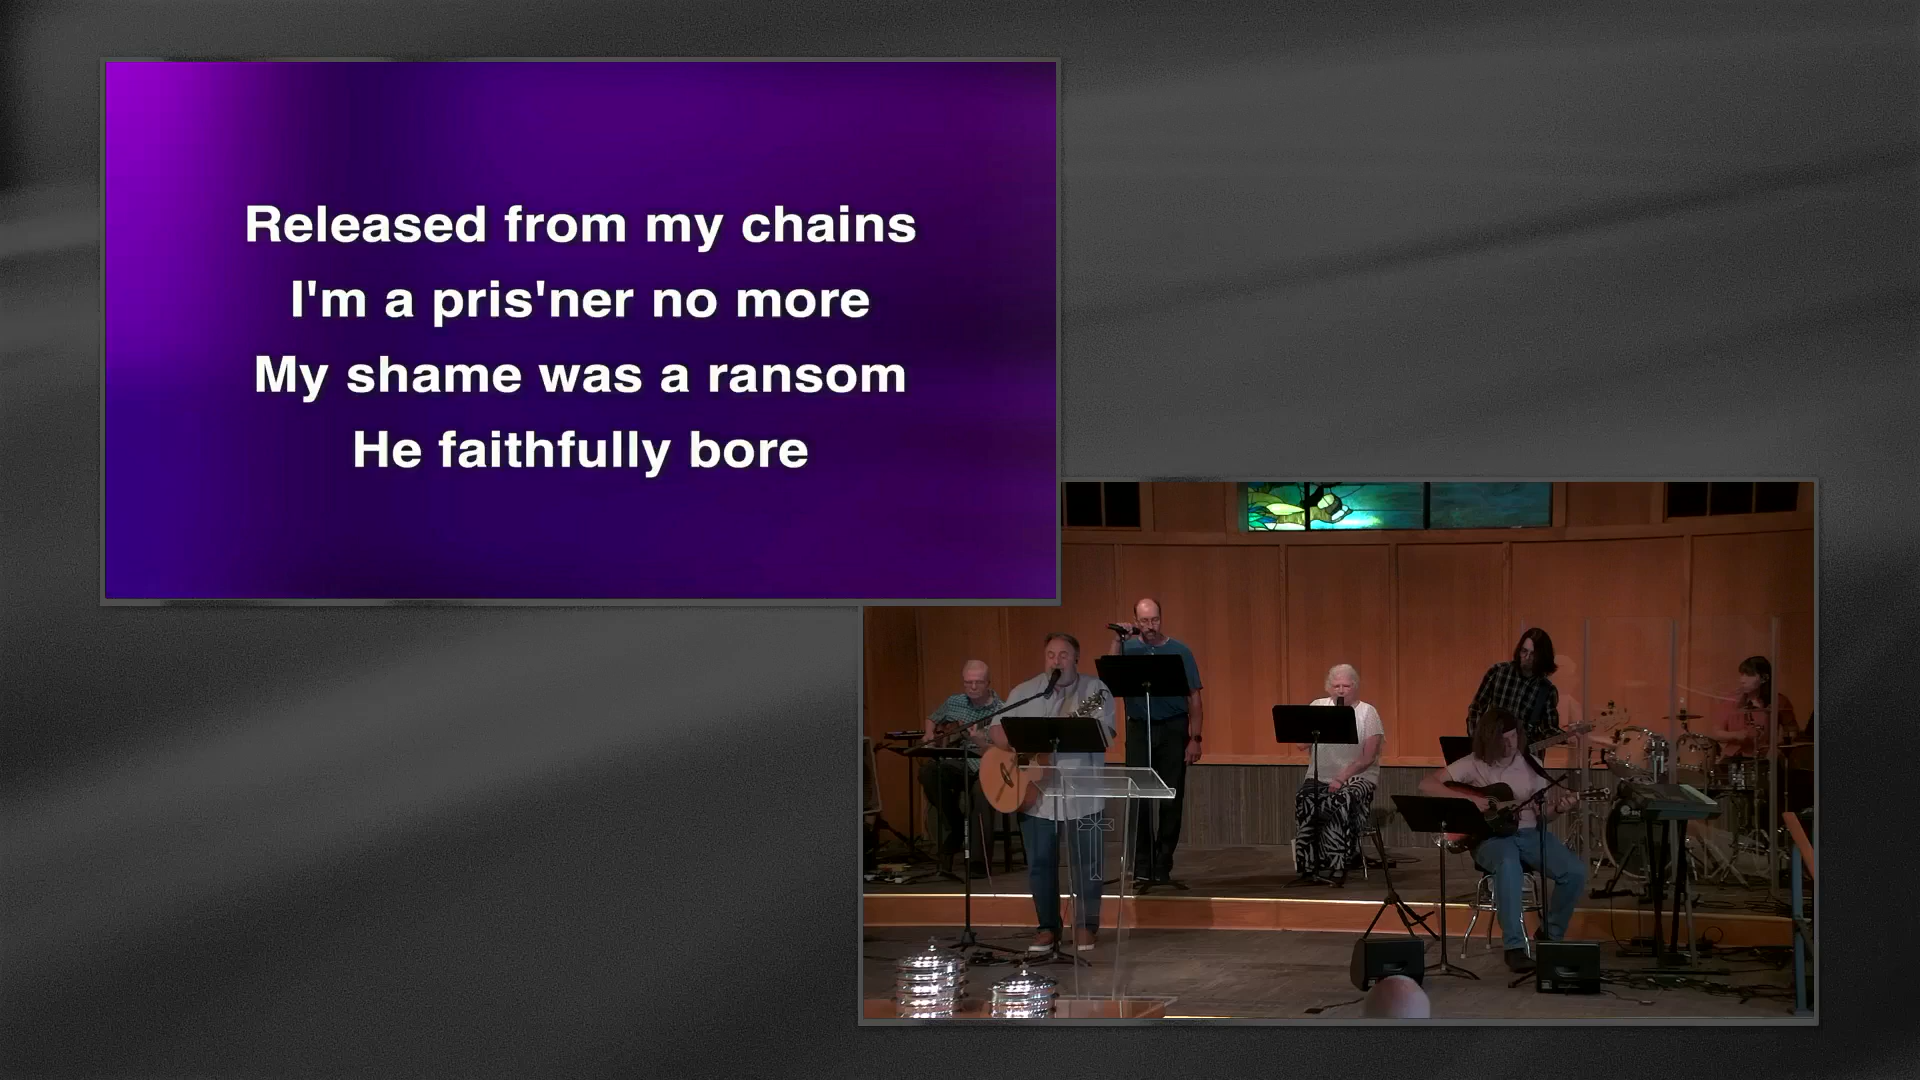 Released from my chains
I'm a pris'ner no more
My shame was a ransom
He faithfully bore